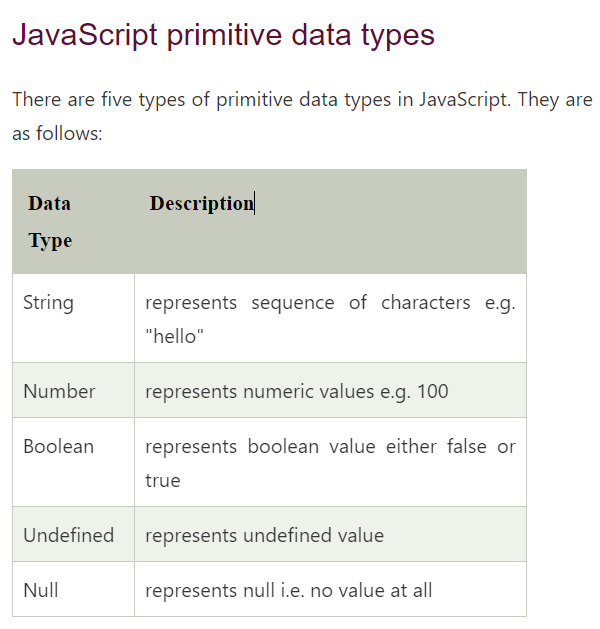 JavaScript primitive data types
There are five types of primitive data types in JavaScript. They are
as follows:
Data Description
Type
String represents sequence of characters e.g.
"hello"
Number represents numeric values e.g. 100
Boolean represents boolean value either false or
true
Undefined represents undefined value
Null represents null i.e. no value at all